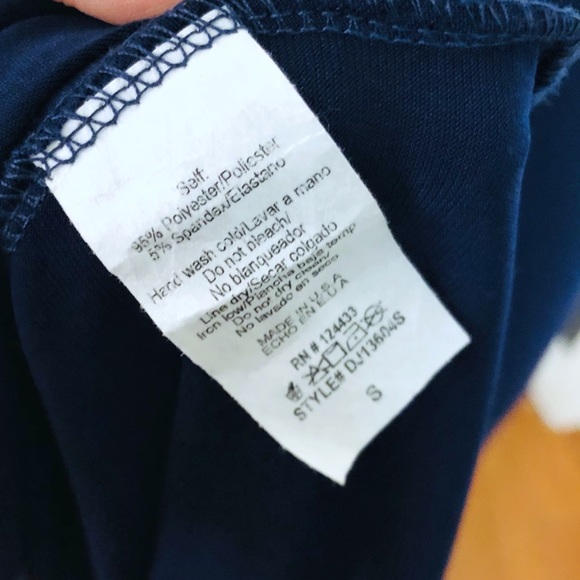 Self:
95% Polyester/Poliester
5% Spandex/Elastano
Hand wash cold/Lavar a mano
Do not bleach/
No blanqueador
Line dry/Secar colgado
Iron low/Plancha baja temp
Do not dry clean/
No lavado en seco
MADE IN U.S.A
ECHO EN E.U.A
RN # 124433
STYLE# DJ13604S
S